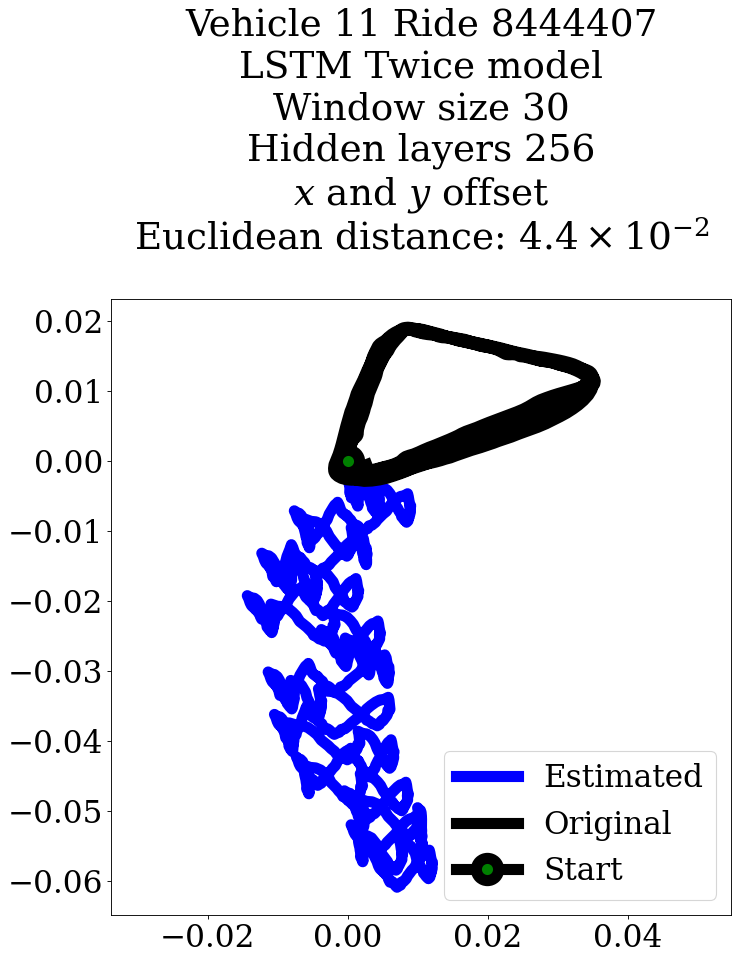 Vehicle 11 Ride 8444407
LSTM Twice model
Window size 30
Hidden layers 256
x and y offset
Euclidean distance: 4.4 × 10⁻²
0.02
0.01
0.00
−0.01
−0.02
−0.03
−0.04
−0.05
−0.06
Estimated
Original
Start
−0.02 0.00 0.02 0.04